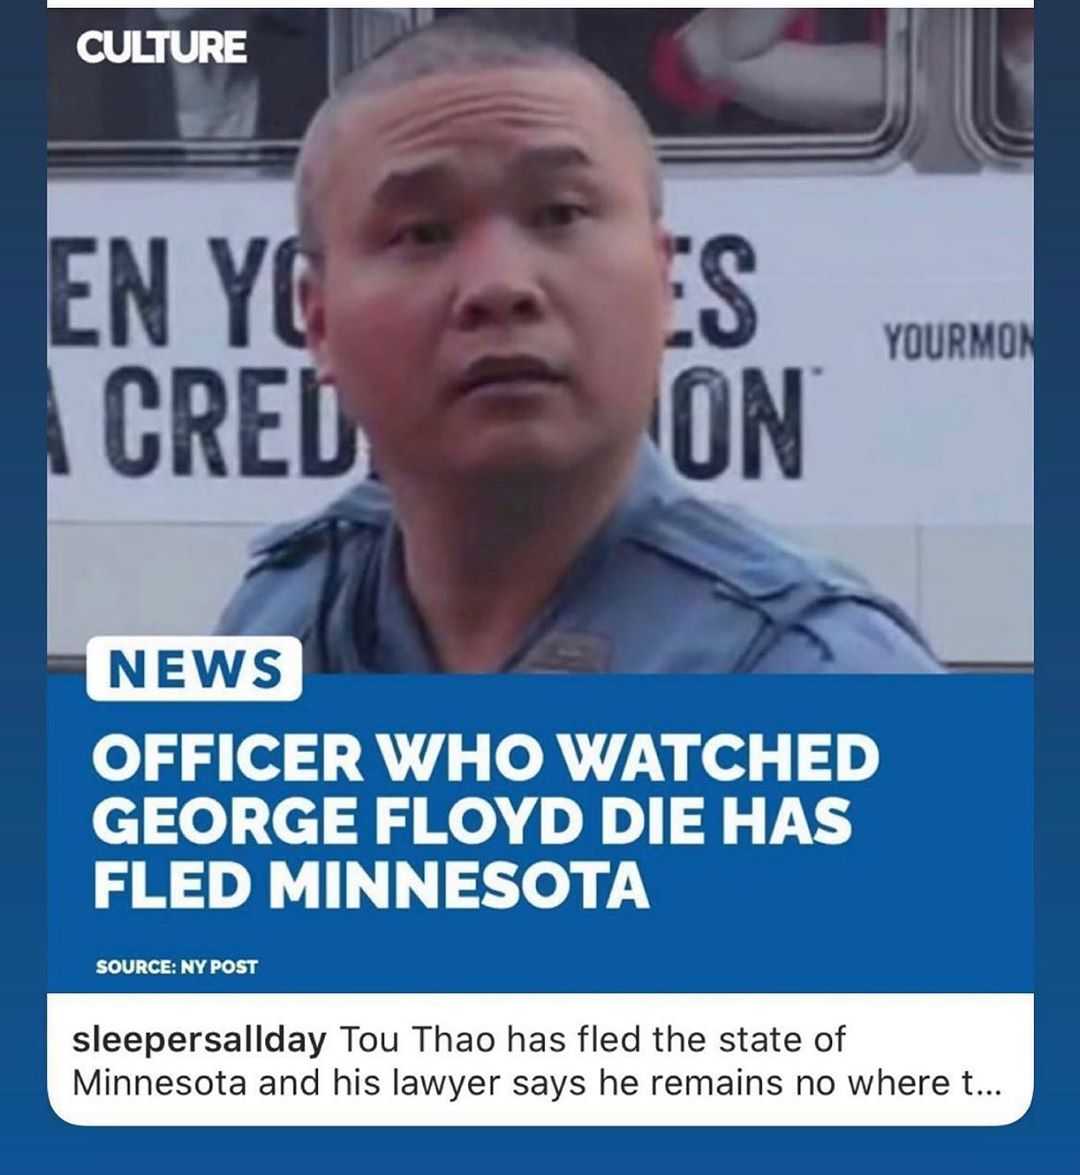 CULTURE
EN YO ES
YOURMON
A CRED ON
NEWS
OFFICER WHO WATCHED
GEORGE FLOYD DIE HAS
FLED MINNESOTA
SOURCE: NY POST
sleepersallday Tou Thao has fled the state of
Minnesota and his lawyer says he remains no where t...